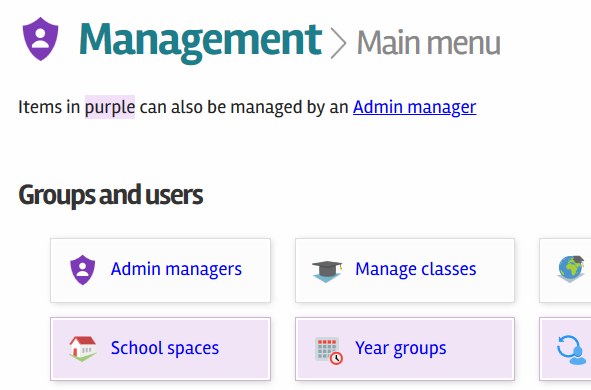 Management > Main menu
Items in purple can also be managed by an Admin manager
Groups and users
Admin managers
Manage classes
School spaces
Year groups